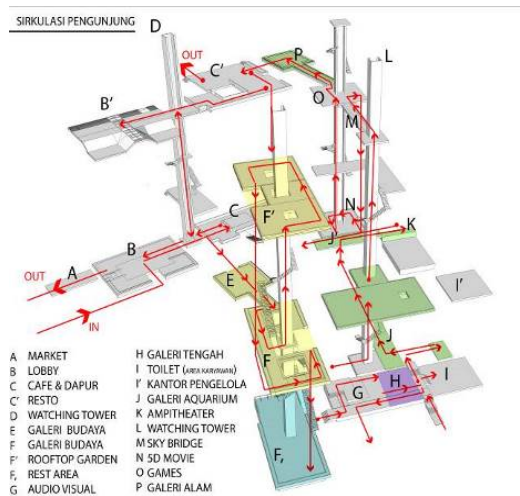 SIRKULASI PENGUNJUNG
D
OUT
C'
P
L
B'
O
M
C
F'
N
J'
K
B
A
OUT
IN
E
I'
F
J
H
I
G
F,
A MARKET
B LOBBY
C CAFE & DAPUR
C' RESTO
D WATCHING TOWER
E GALERI BUDAYA
F GALERI BUDAYA
F' ROOFTOP GARDEN
F, REST AREA
G AUDIO VISUAL
H GALERI TENGAH
I TOILET (AREA KARYAWAN)
I' KANTOR PENGELOLA
J GALERI AQUARIUM
K AMPITHEATER
L WATCHING TOWER
M SKY BRIDGE
N 5D MOVIE
O GAMES
P GALERI ALAM